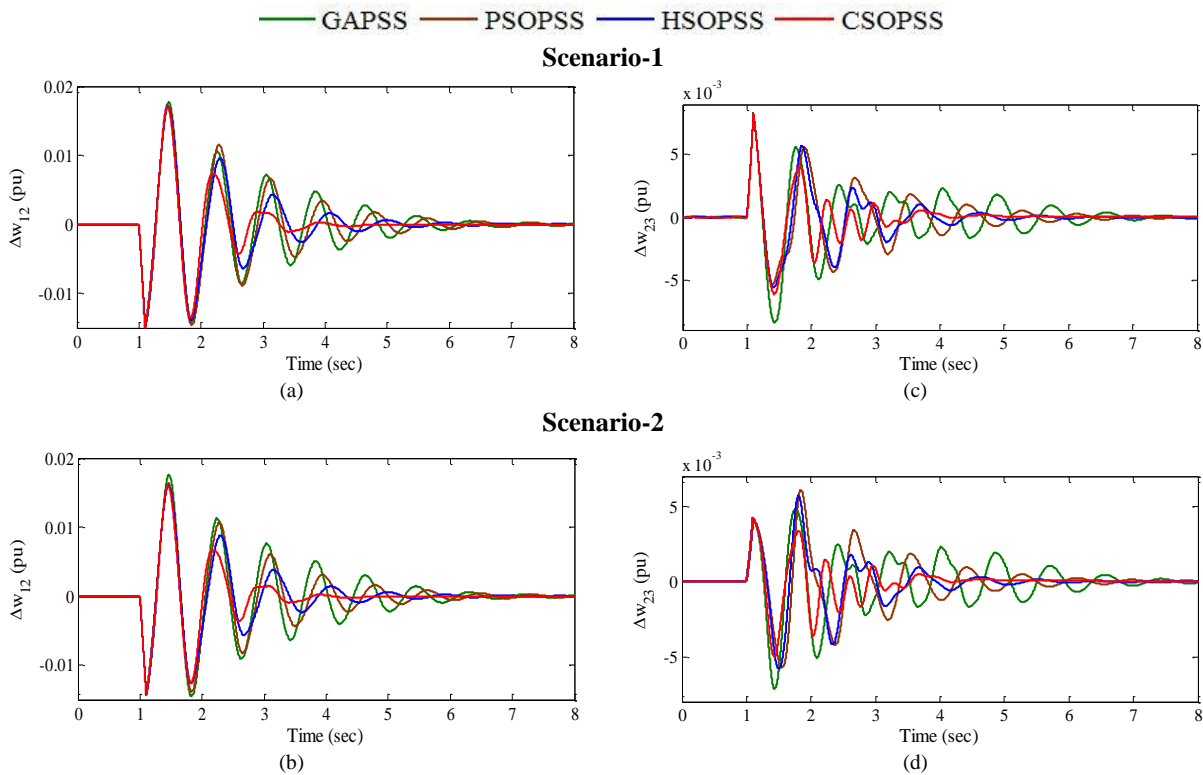 GAPSS PSOPSS HSOPSS CSOPSS
Scenario-1
0.02
0.01
0
-0.01
Δw12 (pu)
0 1 2 3 4 5 6 7 8
Time (sec)
(a)
x 10-3
5
0
-5
Δw23 (pu)
0 1 2 3 4 5 6 7 8
Time (sec)
(c)
Scenario-2
0.02
0.01
0
-0.01
Δw12 (pu)
0 1 2 3 4 5 6 7 8
Time (sec)
(b)
x 10-3
5
0
-5
Δw23 (pu)
0 1 2 3 4 5 6 7 8
Time (sec)
(d)